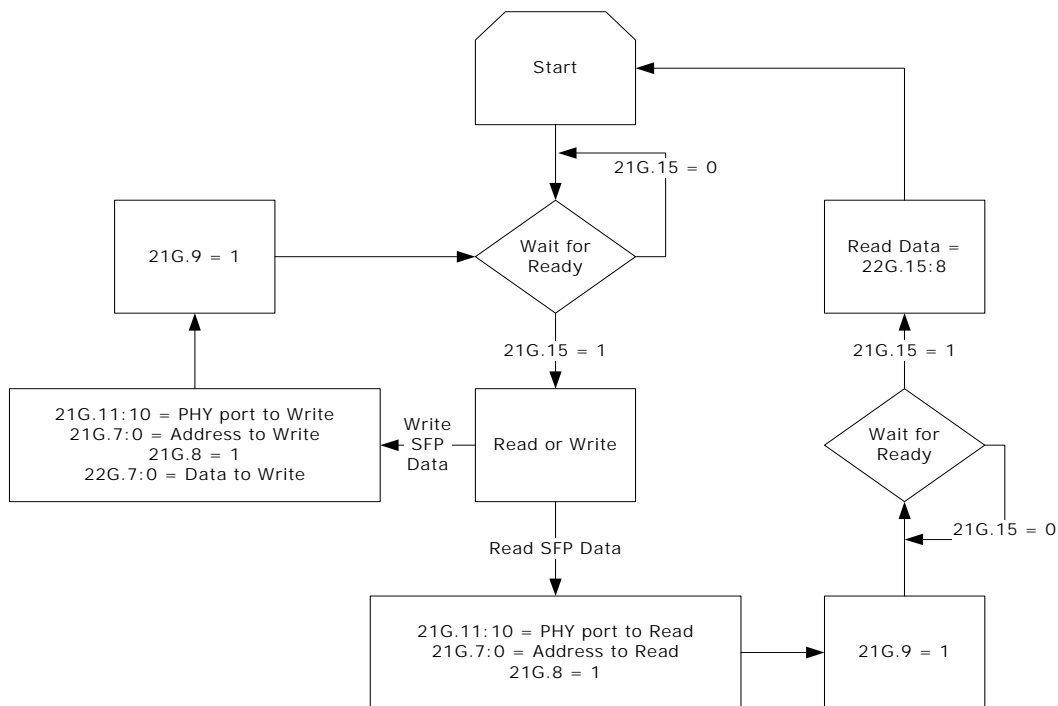 Start
21G.15 = 0
21G.9 = 1
Wait for
Ready
Read Data =
22G.15:8
21G.15 = 1
21G.15 = 1
21G.11:10 = PHY port to Write
21G.7:0 = Address to Write
21G.8 = 1
22G.7:0 = Data to Write
Write
SFP
Data
Read or Write
Wait for
Ready
21G.15 = 0
Read SFP Data
21G.11:10 = PHY port to Read
21G.7:0 = Address to Read
21G.8 = 1
21G.9 = 1